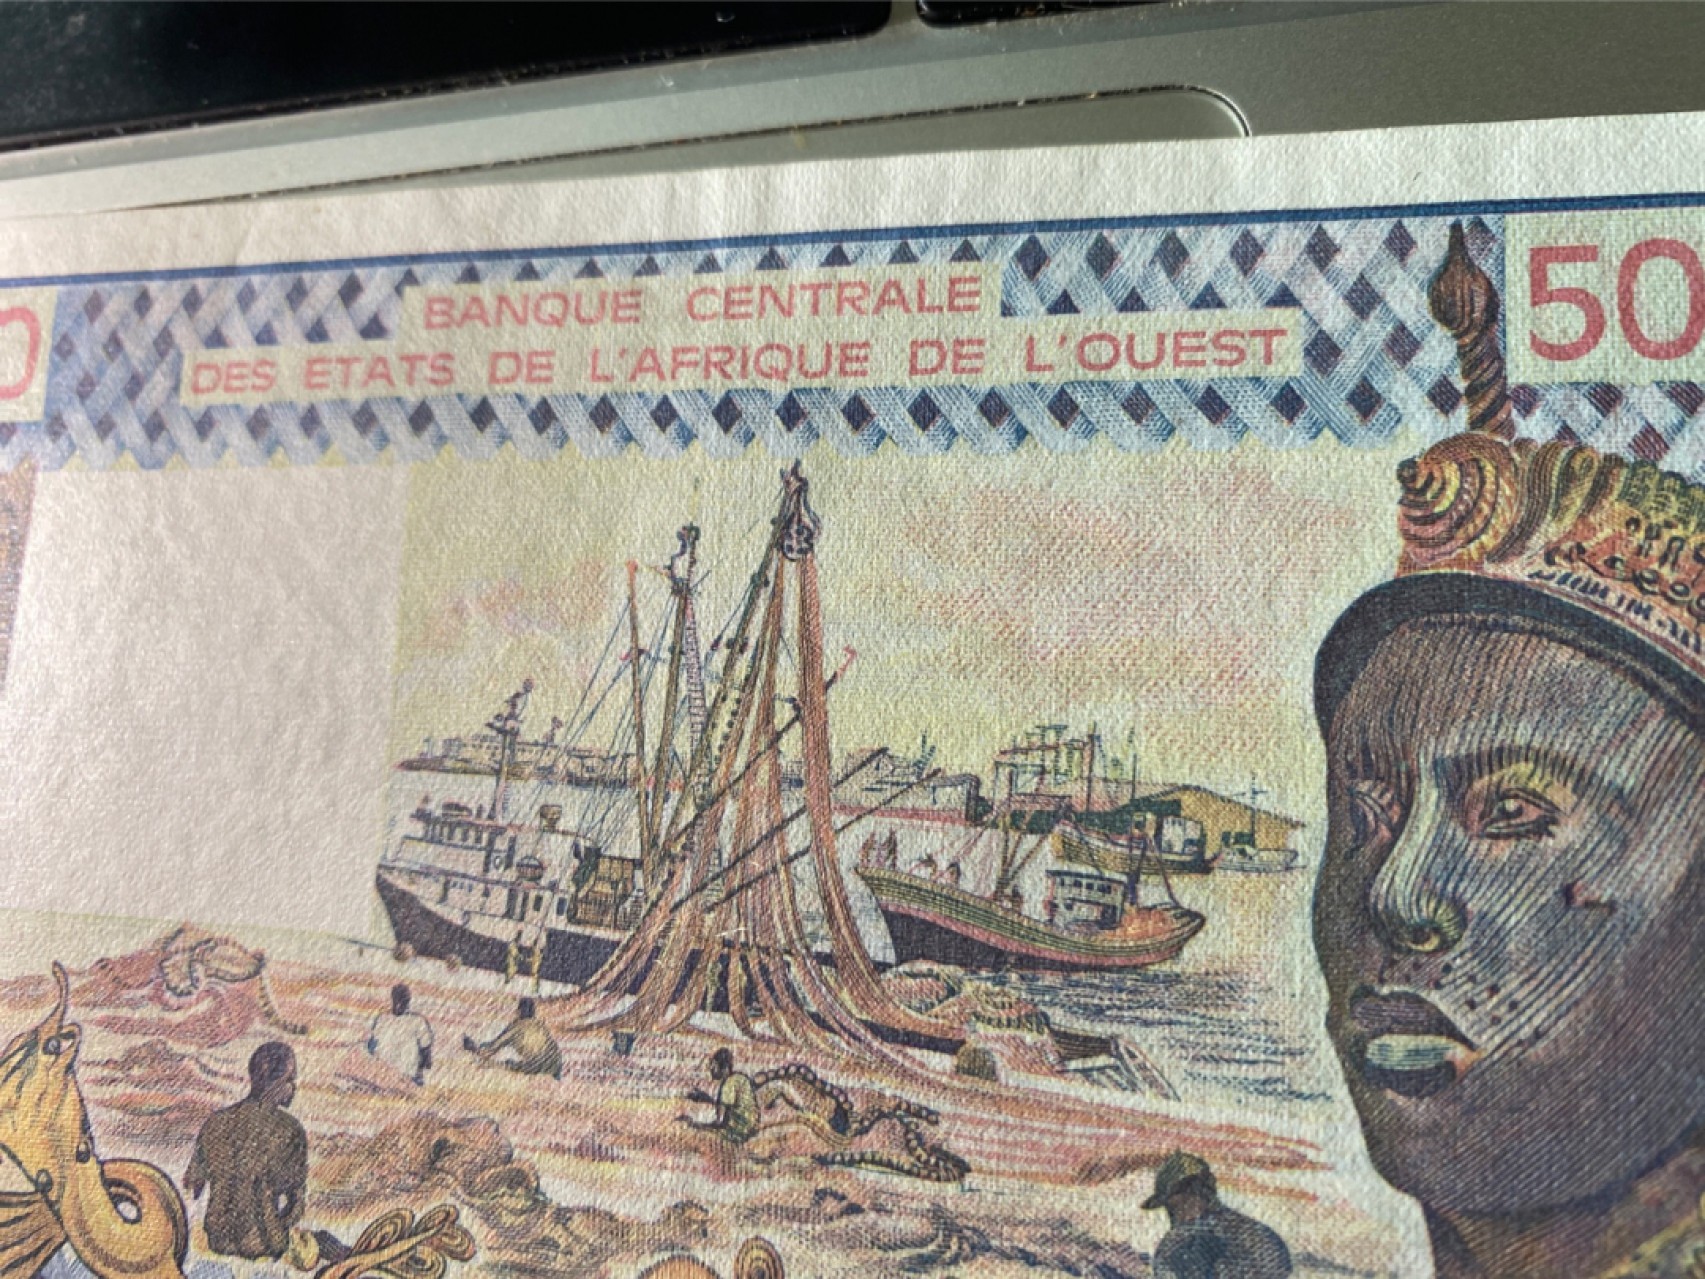 BANQUE CENTRALE
DES ETATS DE L'AFRIQUE DE L'OUEST
50